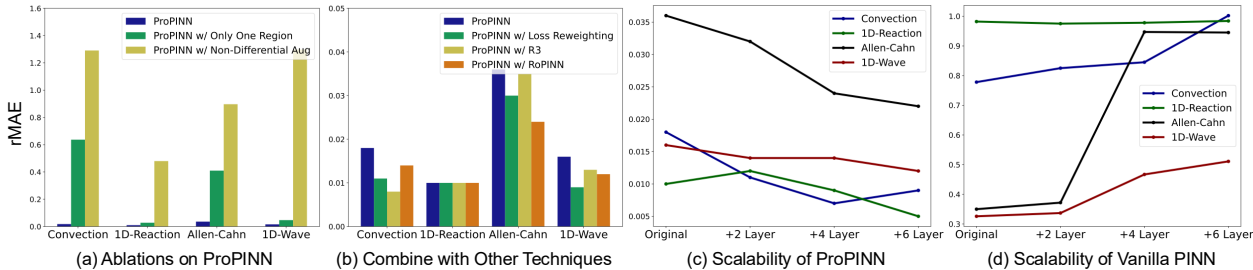 rMAE
1.6
1.4
1.2
1.0
0.8
0.6
0.4
0.2
0.0
ProPINN
ProPINN w/ Only One Region
ProPINN w/ Non-Differential Aug
Convection 1D-Reaction Allen-Cahn 1D-Wave
(a) Ablations on ProPINN
0.05
0.04
0.03
0.02
0.01
0.00
ProPINN
ProPINN w/ Loss Reweighting
ProPINN w/ R3
ProPINN w/ RoPINN
Convection 1D-Reaction Allen-Cahn 1D-Wave
(b) Combine with Other Techniques
0.035
0.030
0.025
0.020
0.015
0.010
0.005
Convection
1D-Reaction
Allen-Cahn
1D-Wave
Original +2 Layer +4 Layer +6 Layer
(c) Scalability of ProPINN
1.0
0.9
0.8
0.7
0.6
0.5
0.4
0.3
Convection
1D-Reaction
Allen-Cahn
1D-Wave
Original +2 Layer +4 Layer +6 Layer
(d) Scalability of Vanilla PINN